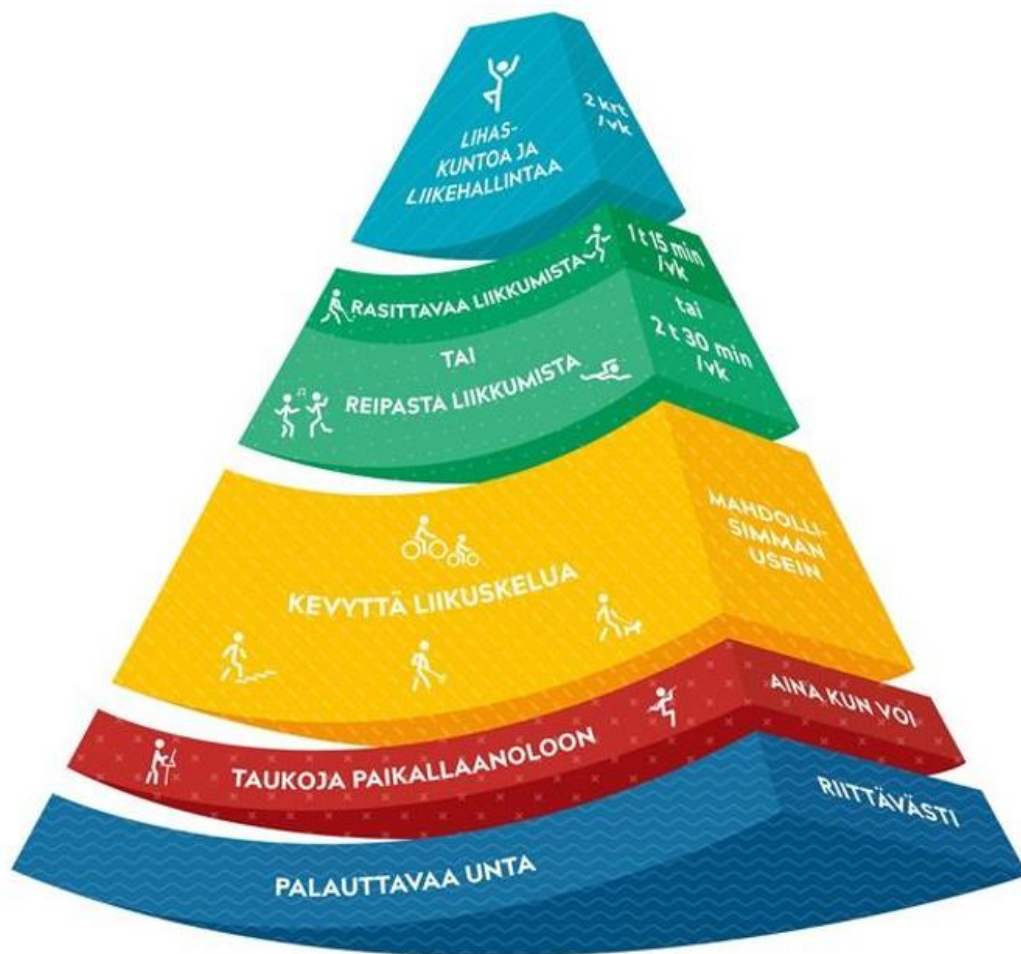 LIHAS-
KUNTOA JA
LIIKEHALLINTAA
2 krt
/vk
RASITTAVAA LIIKKUMISTA
1 t 15 min
/vk
TAI
tai
REIPASTA LIIKKUMISTA
2 t 30 min
/vk
KEVYTTÄ LIIKUSKELUA
MAHDOLLI-
SIMMAN
USEIN
TAUKOJA PAIKALLAANOLOON
AINA KUN VOI
PALAUTTAVAA UNTA
RIITTÄVÄSTI